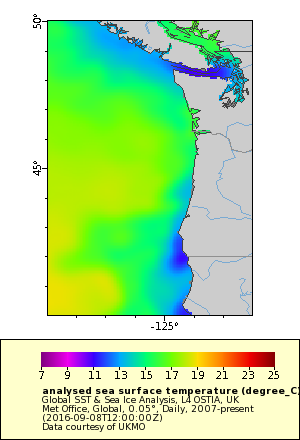 50°
45°
-125°
7 9 11 13 15 17 19 21 23 25
analysed sea surface temperature (degree_C)
Global SST & Sea Ice Analysis, L4 OSTIA, UK
Met Office, Global, 0.05°, Daily, 2007-present
(2016-09-08T12:00:00Z)
Data courtesy of UKMO